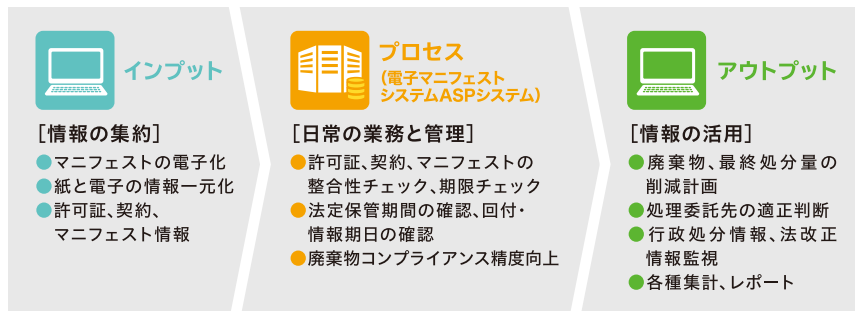 インプット
[情報の集約]
●マニフェストの電子化
●紙と電子の情報一元化
●許可証、契約、
マニフェスト情報
プロセス
(電子マニフェスト
システムASPシステム)
[日常の業務と管理]
●許可証、契約、マニフェストの
整合性チェック、期限チェック
●法定保管期間の確認、回付・
情報期日の確認
●廃棄物コンプライアンス精度向上
アウトプット
[情報の活用]
●廃棄物、最終処分量の
削減計画
●処理委託先の適正判断
●行政処分情報、法改正
情報監視
●各種集計、レポート